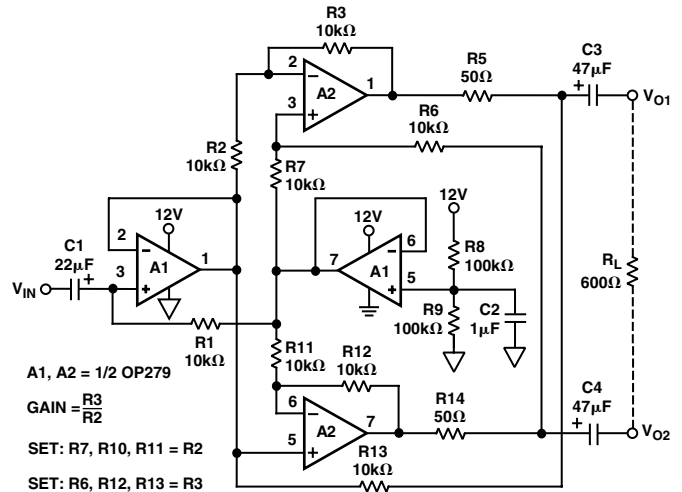 R3
10kΩ
2
A2
1
3
R5
50Ω
C3
47μF
+
VO1
R6
10kΩ
R2
10kΩ
R7
10kΩ
12V
12V
12V
2
A1
1
3
C1
22μF
+
VIN
7
A1
6
5
R8
100kΩ
R9
100kΩ
C2
1μF
RL
600Ω
R1
10kΩ
R11
10kΩ
R12
10kΩ
6
A2
7
5
R14
50Ω
C4
47μF
+
VO2
R13
10kΩ
A1, A2 = 1/2 OP279
GAIN = R3
R2
SET: R7, R10, R11 = R2
SET: R6, R12, R13 = R3